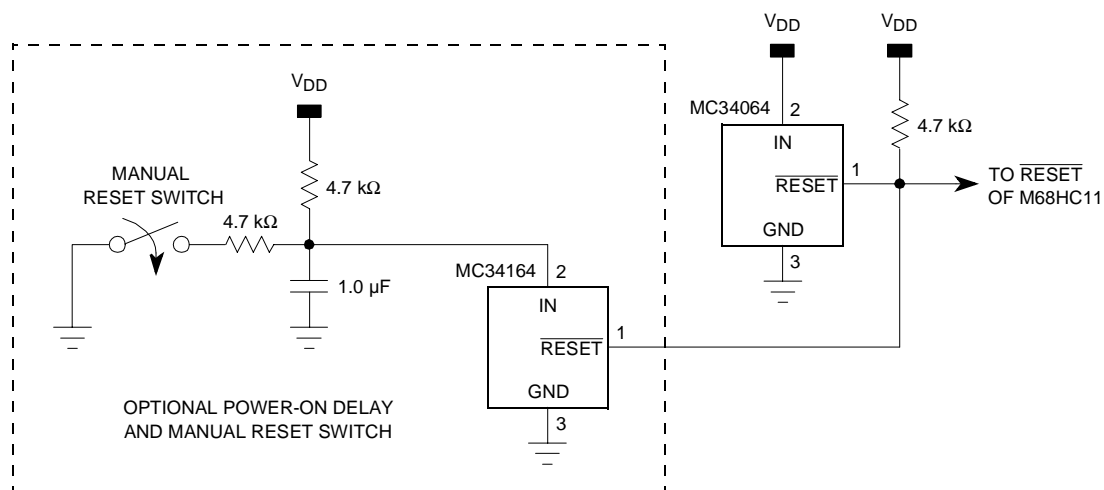 VDD
VDD
MC34064
2
IN
4.7 kΩ
RESET
1
TO RESET
OF M68HC11
GND
3
VDD
4.7 kΩ
MANUAL
RESET SWITCH
4.7 kΩ
1.0 µF
MC34164
2
IN
RESET
1
GND
3
OPTIONAL POWER-ON DELAY
AND MANUAL RESET SWITCH